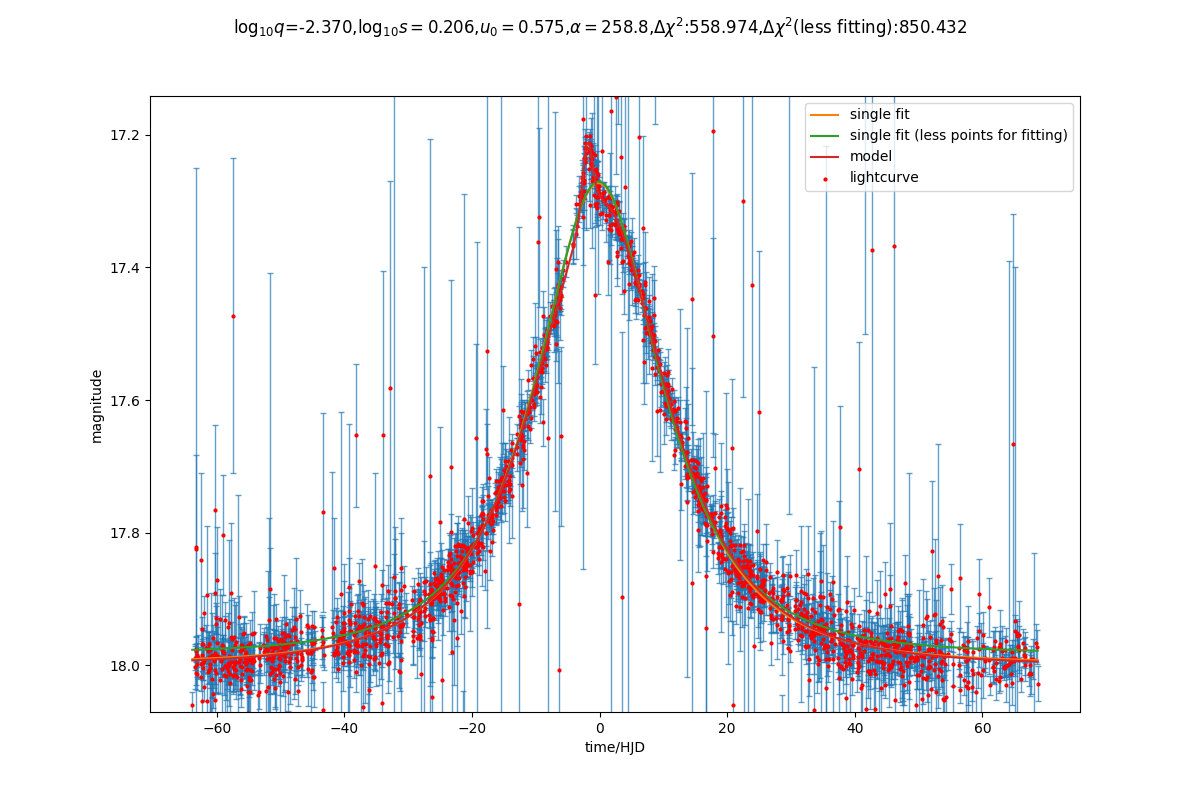 log₁₀q=-2.370,log₁₀s = 0.206,u₀ = 0.575,α = 258.8,Δχ²:558.974,Δχ²(less fitting):850.432
single fit
single fit (less points for fitting)
model
lightcurve
17.2
17.4
17.6
17.8
18.0
magnitude
−60
−40
−20
0
20
40
60
time/HJD